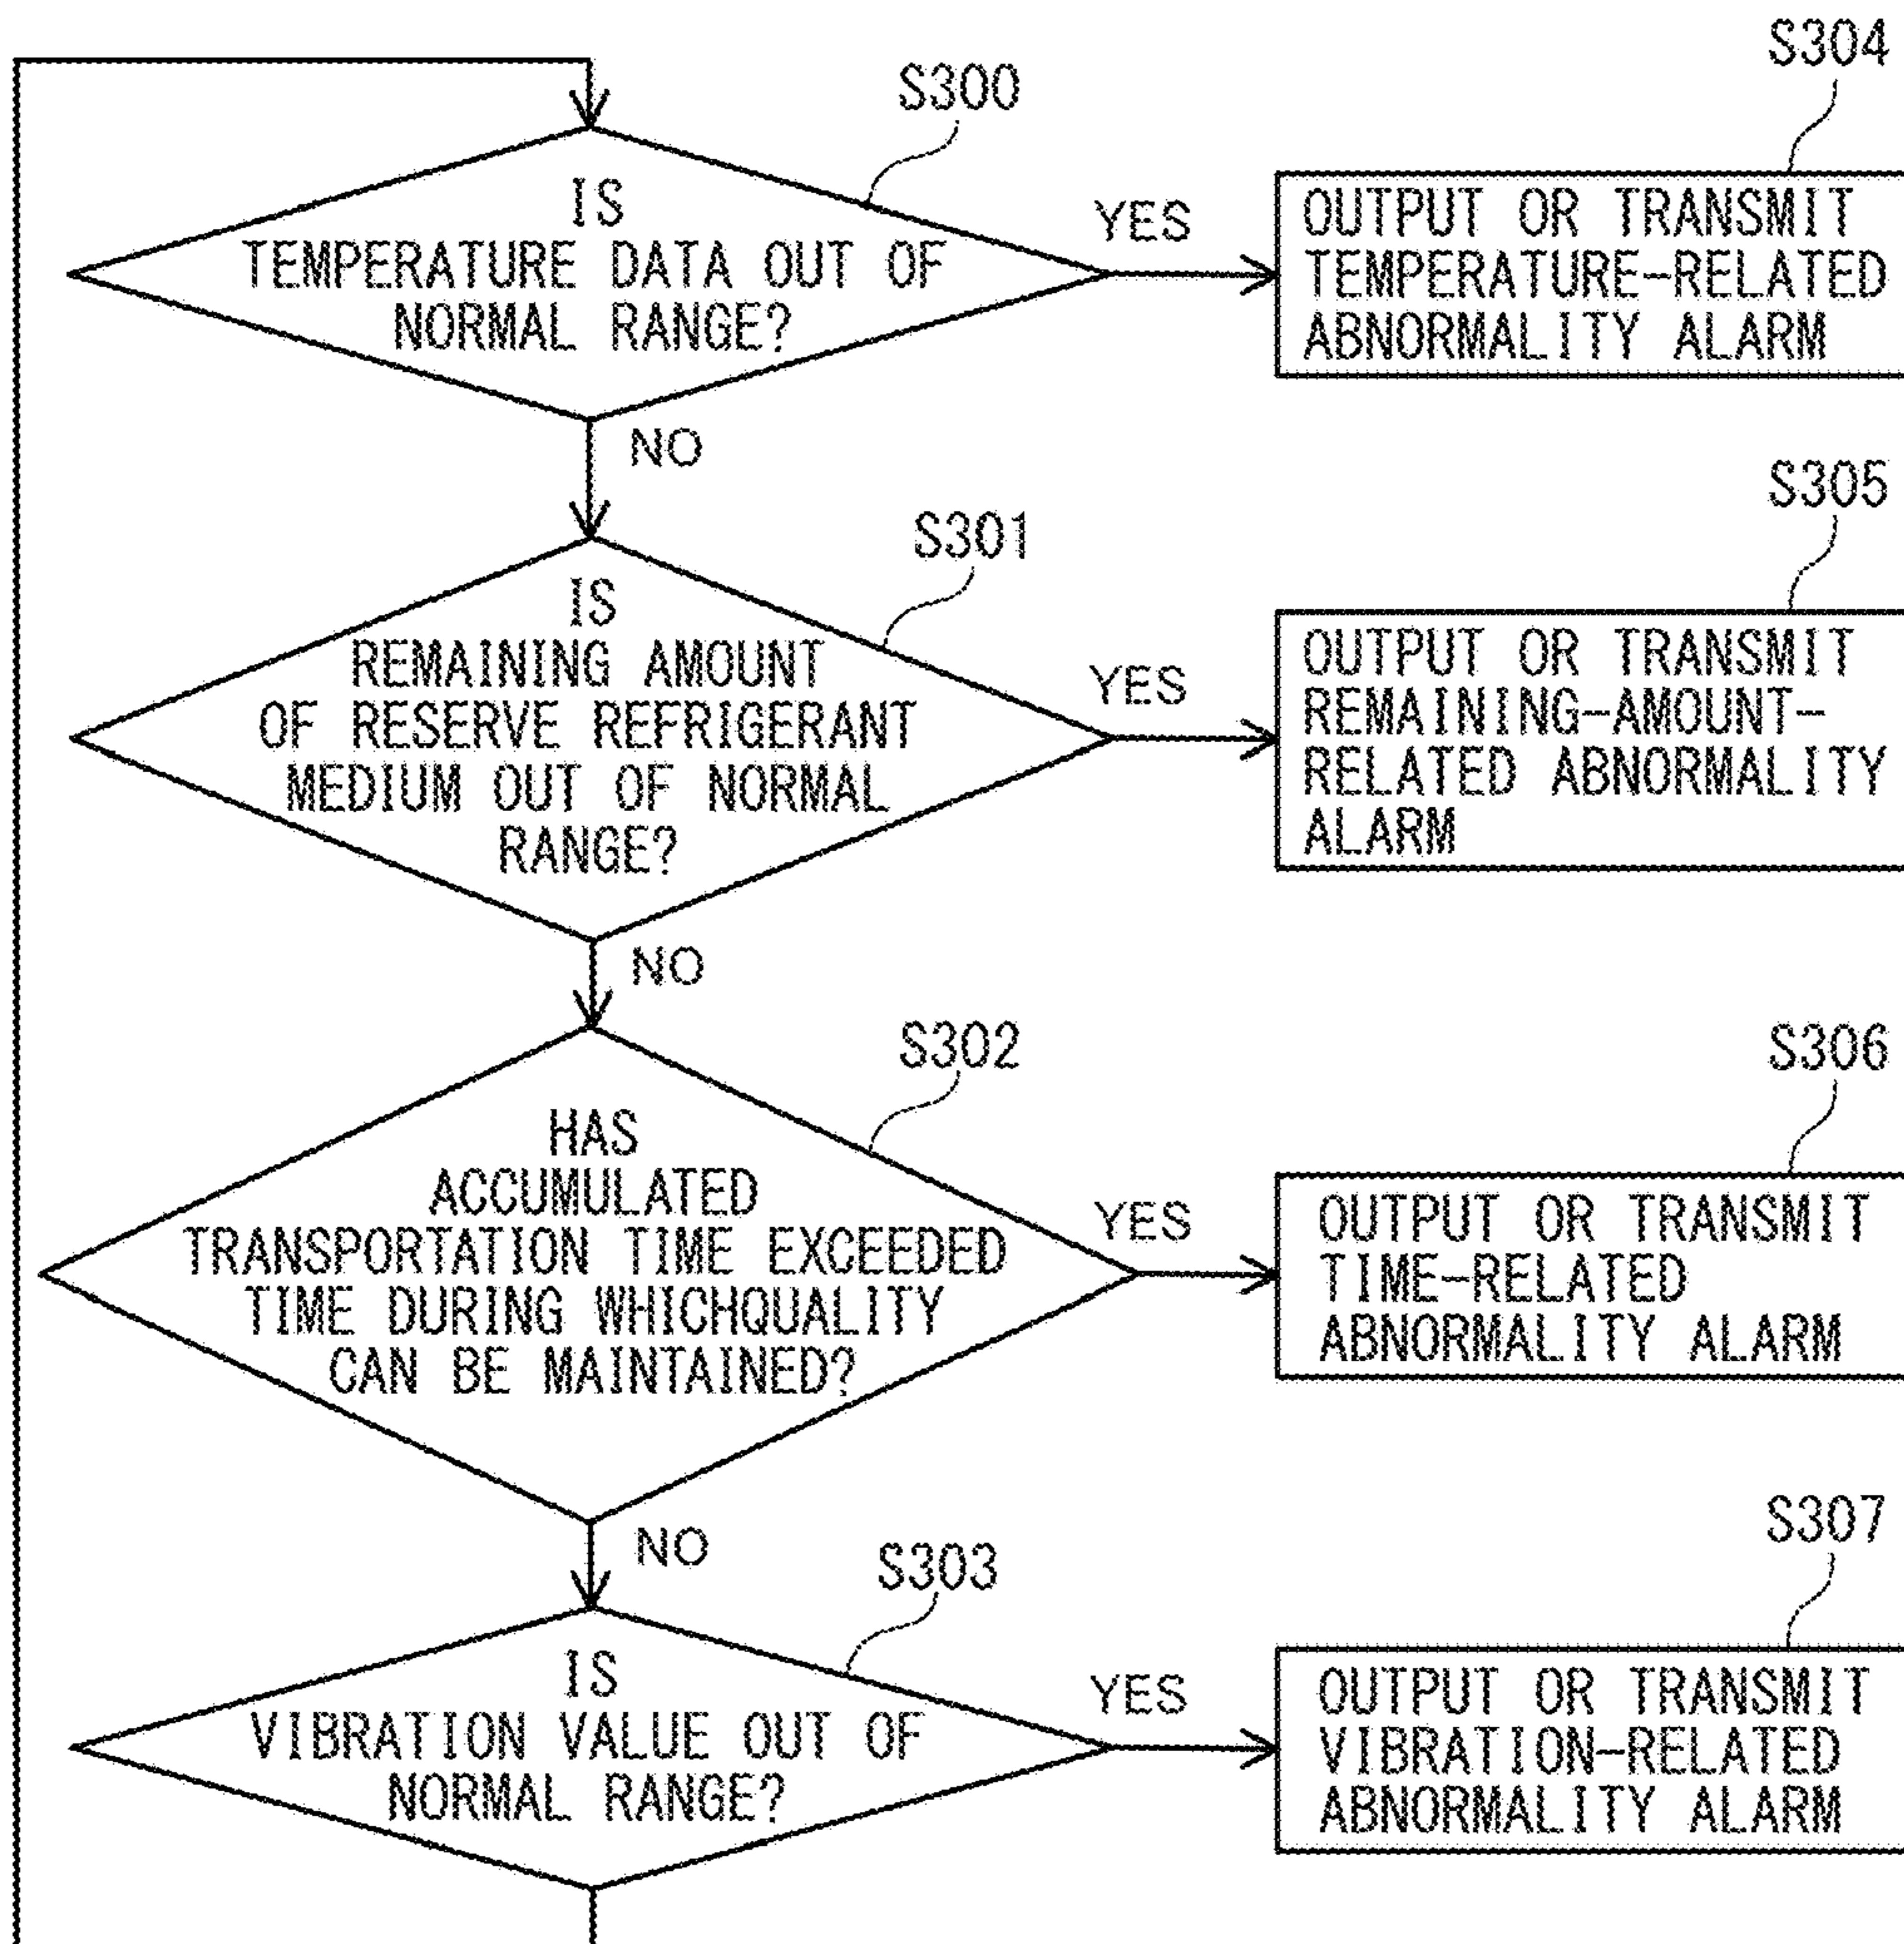 S300
IS
TEMPERATURE DATA OUT OF
NORMAL RANGE?
YES
S304
OUTPUT OR TRANSMIT
TEMPERATURE-RELATED
ABNORMALITY ALARM
NO
S301
IS
REMAINING AMOUNT
OF RESERVE REFRIGERANT
MEDIUM OUT OF NORMAL
RANGE?
YES
S305
OUTPUT OR TRANSMIT
REMAINING-AMOUNT-
RELATED ABNORMALITY
ALARM
NO
S302
HAS
ACCUMULATED
TRANSPORTATION TIME EXCEEDED
TIME DURING WHICHQUALITY
CAN BE MAINTAINED?
YES
S306
OUTPUT OR TRANSMIT
TIME-RELATED
ABNORMALITY ALARM
NO
S303
IS
VIBRATION VALUE OUT OF
NORMAL RANGE?
YES
S307
OUTPUT OR TRANSMIT
VIBRATION-RELATED
ABNORMALITY ALARM